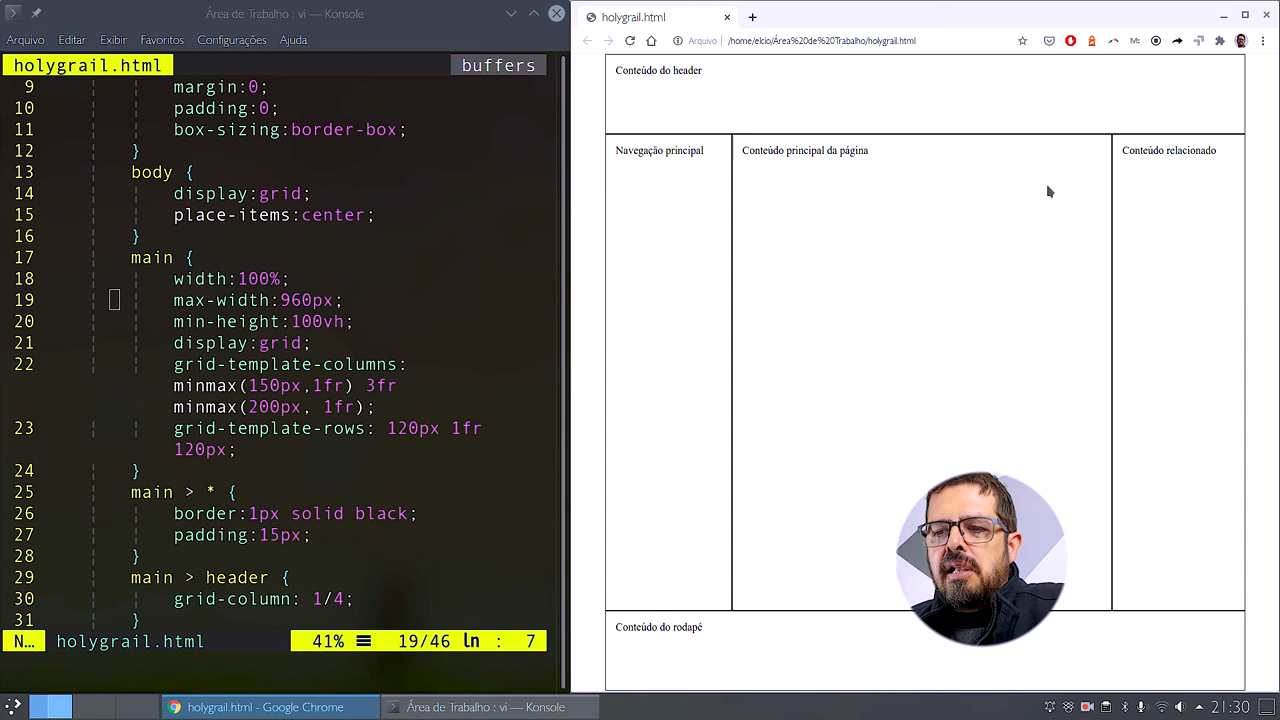 Área de Trabalho : vi — Konsole
Arquivo Editar Exibir Favoritos Configurações Ajuda
holygrail.html buffers
9 margin:0;
10 padding:0;
11 box-sizing:border-box;
12 }
13 body {
14 display:grid;
15 place-items:center;
16 }
17 main {
18 width:100%;
19 max-width:960px;
20 min-height:100vh;
21 display:grid;
22 grid-template-columns:
minmax(150px,1fr) 3fr
minmax(200px, 1fr);
23 grid-template-rows: 120px 1fr
120px;
24 }
25 main > * {
26 border:1px solid black;
27 padding:15px;
28 }
29 main > header {
30 grid-column: 1/4;
31 }
N… holygrail.html 41% ☰ 19/46 ln : 7
holygrail.html
Arquivo /home/elcio/Área%20de%20Trabalho/holygrail.html
Conteúdo do header
Navegação principal
Conteúdo principal da página
Conteúdo relacionado
Conteúdo do rodapé
holygrail.html - Google Chrome
Área de Trabalho : vi — Konsole
21:30